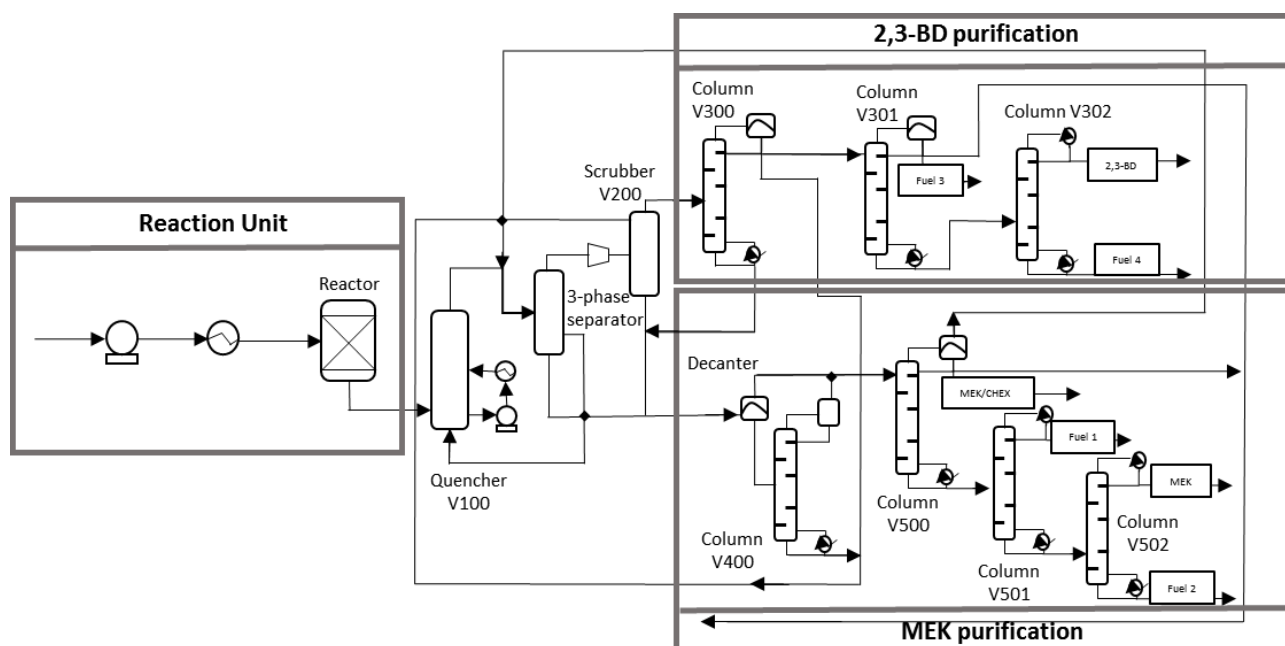 2,3-BD purification
Column
V300
Column
V301
Column V302
2,3-BD
Fuel 3
Scrubber
V200
Fuel 4
Reaction Unit
Reactor
3-phase
separator
Decanter
MEK/CHEX
Fuel 1
Quencher
V100
Column
V500
MEK
Column
V502
Column
V400
Column
V501
Fuel 2
MEK purification